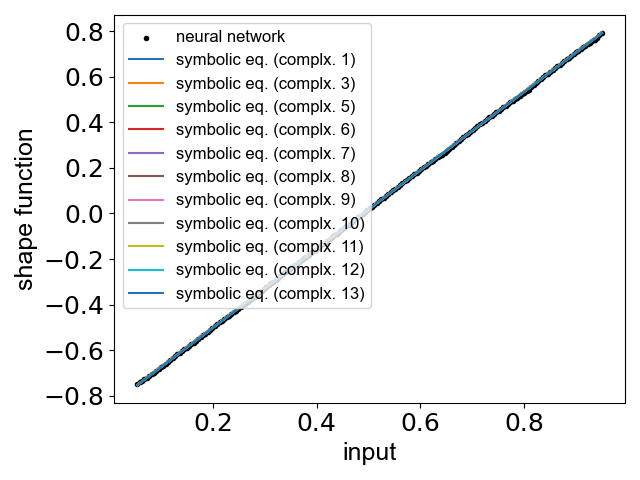 neural network
symbolic eq. (complx. 1)
symbolic eq. (complx. 3)
symbolic eq. (complx. 5)
symbolic eq. (complx. 6)
symbolic eq. (complx. 7)
symbolic eq. (complx. 8)
symbolic eq. (complx. 9)
symbolic eq. (complx. 10)
symbolic eq. (complx. 11)
symbolic eq. (complx. 12)
symbolic eq. (complx. 13)
shape function
0.8
0.6
0.4
0.2
0.0
−0.2
−0.4
−0.6
−0.8
0.2 0.4 0.6 0.8
input